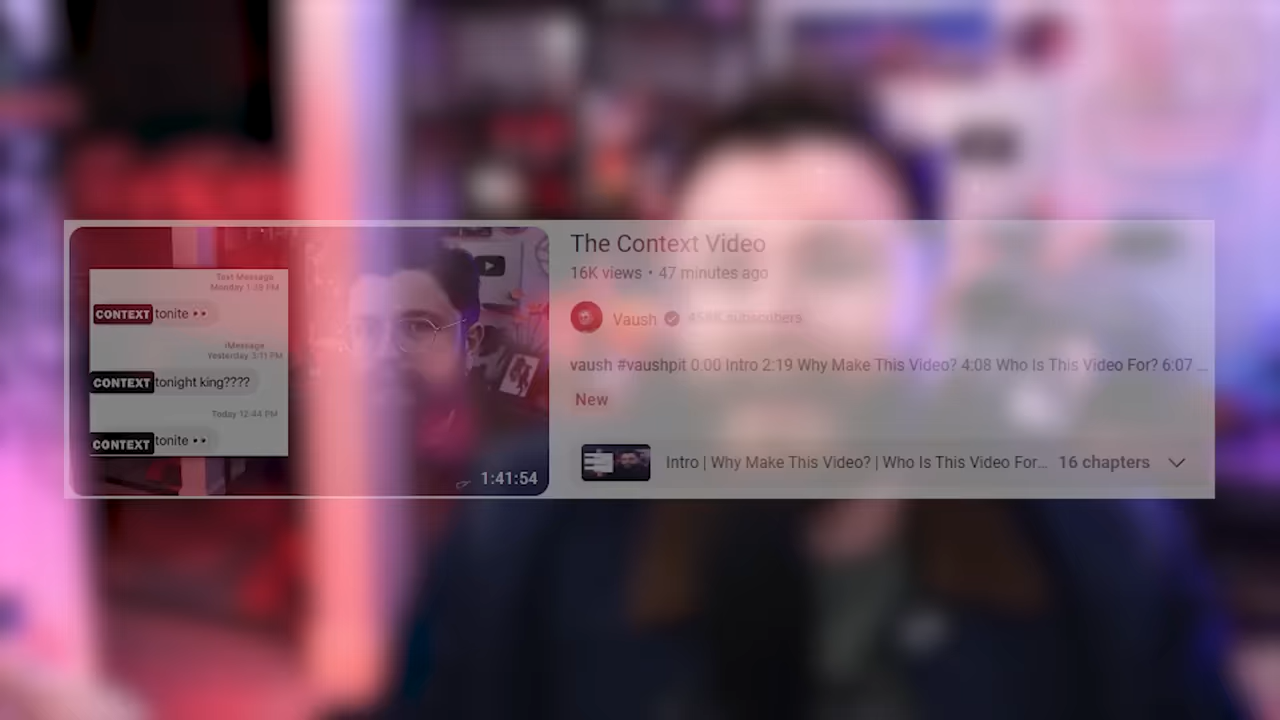 Text Message
Monday 1:28 PM
CONTEXT tonite 👀
iMessage
Yesterday 3:11 PM
CONTEXT tonight king????
Today 12:44 PM
CONTEXT tonite 👀
1:41:54
The Context Video
16K views • 47 minutes ago
Vaush
subscribers
vaush #vaushpit 0:00 Intro 2:19 Why Make This Video? 4:08 Who Is This Video For? 6:07 ...
New
Intro | Why Make This Video? | Who Is This Video For... 16 chapters